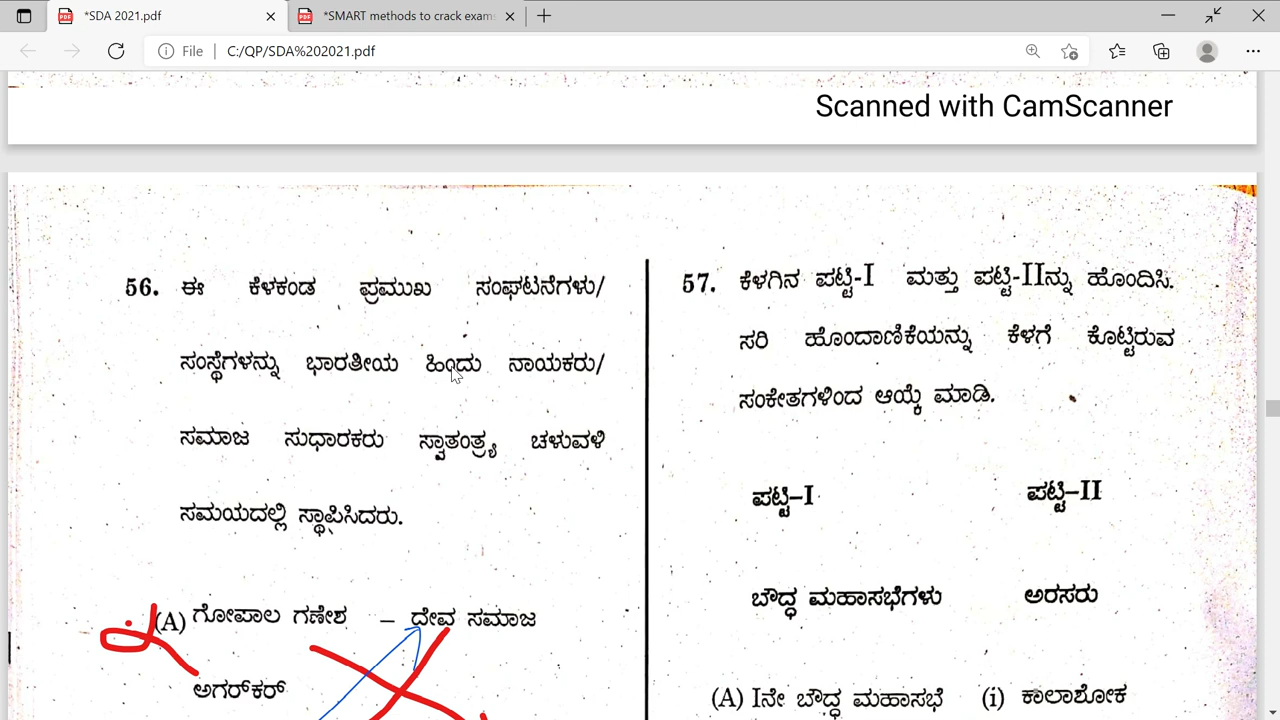 *SDA 2021.pdf
*SMART methods to crack exam
File
C:/QP/SDA%202021.pdf
Scanned with CamScanner
56. ಈ ಕೆಳಕಂಡ ಪ್ರಮುಖ ಸಂಘಟನೆಗಳು/
ಸಂಸ್ಥೆಗಳನ್ನು ಭಾರತೀಯ ಹಿಂದು ನಾಯಕರು/
ಸಮಾಜ ಸುಧಾರಕರು ಸ್ವಾತಂತ್ರ್ಯ ಚಳುವಳಿ
ಸಮಯದಲ್ಲಿ ಸ್ಥಾಪಿಸಿದರು.
(A) ಗೋಪಾಲ ಗಣೇಶ – ದೇವ ಸಮಾಜ
ಅಗರ್‌ಕರ್
57. ಕೆಳಗಿನ ಪಟ್ಟಿ-I ಮತ್ತು ಪಟ್ಟಿ-IIನ್ನು ಹೊಂದಿಸಿ.
ಸರಿ ಹೊಂದಾಣಿಕೆಯನ್ನು ಕೆಳಗೆ ಕೊಟ್ಟಿರುವ
ಸಂಕೇತಗಳಿಂದ ಆಯ್ಕೆ ಮಾಡಿ.
ಪಟ್ಟಿ–I ಪಟ್ಟಿ–II
ಬೌದ್ಧ ಮಹಾಸಭೆಗಳು ಅರಸರು
(A) Iನೇ ಬೌದ್ಧ ಮಹಾಸಭೆ (i) ಕಾಲಾಶೋಕ